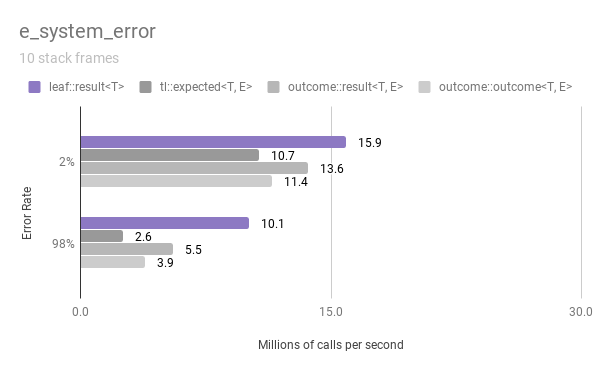 e_system_error
10 stack frames
leaf::result<T> tl::expected<T, E> outcome::result<T, E> outcome::outcome<T, E>
15.9
10.7
2%
13.6
11.4
Error Rate
10.1
2.6
98%
5.5
3.9
0.0 15.0 30.0
Millions of calls per second